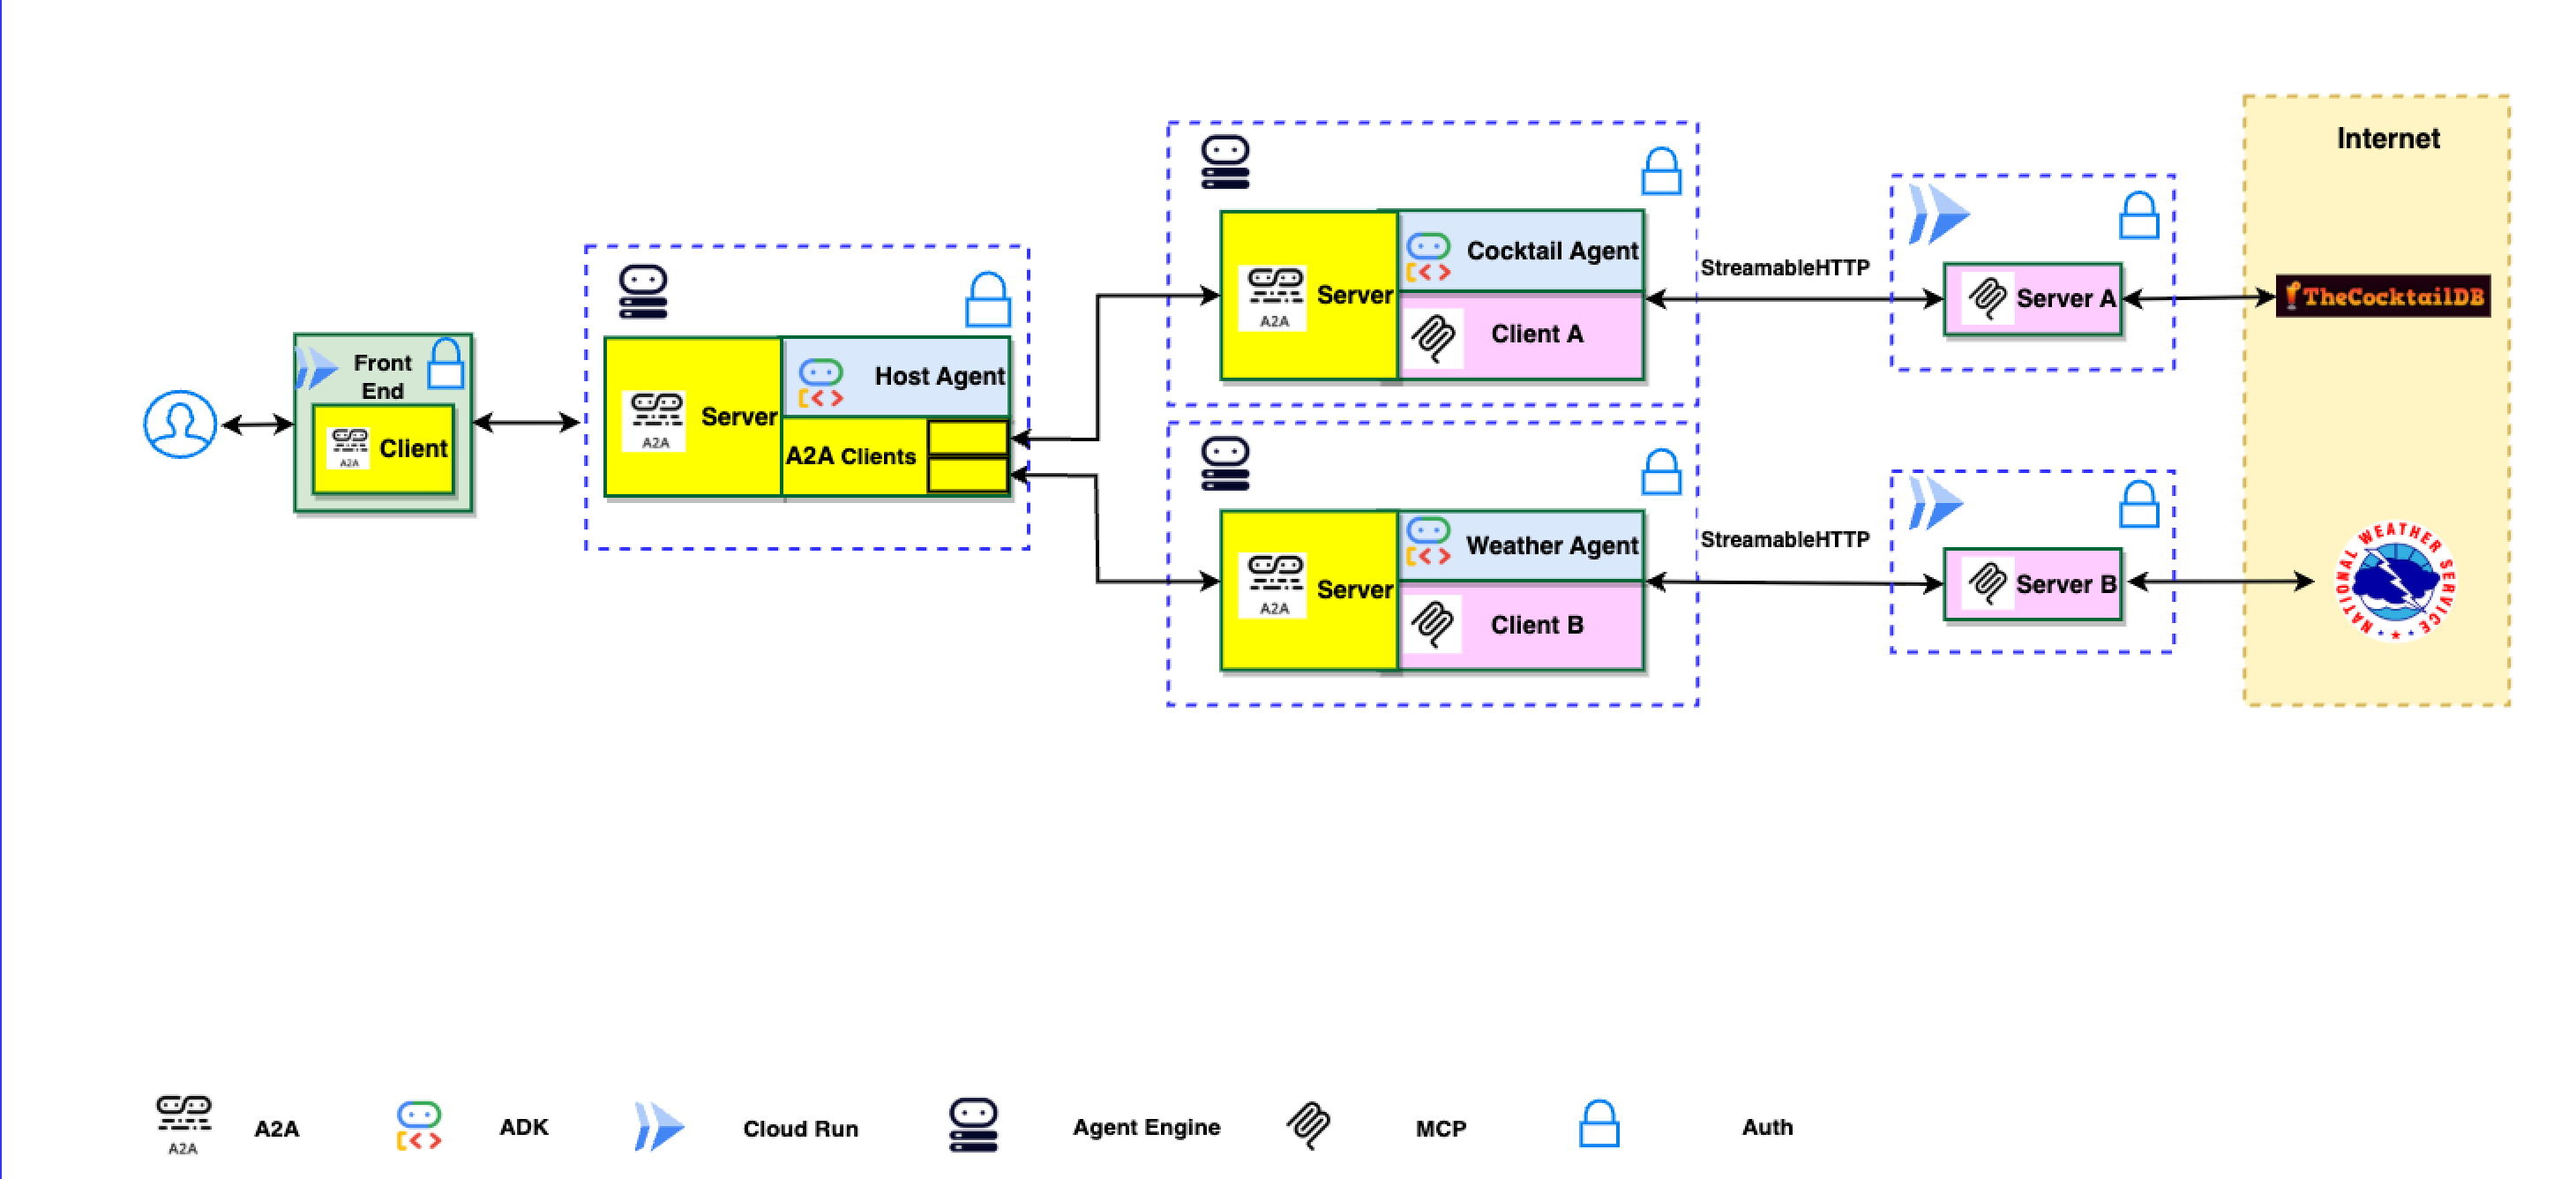 Internet
Cocktail Agent
StreamableHTTP
A2A
Server
Client A
Server A
TheCocktailDB
Front
End
A2A
Client
Host Agent
A2A
Server
A2A Clients
Weather Agent
StreamableHTTP
A2A
Server
Client B
Server B
NATIONAL WEATHER SERVICE
A2A
A2A
ADK
Cloud Run
Agent Engine
MCP
Auth